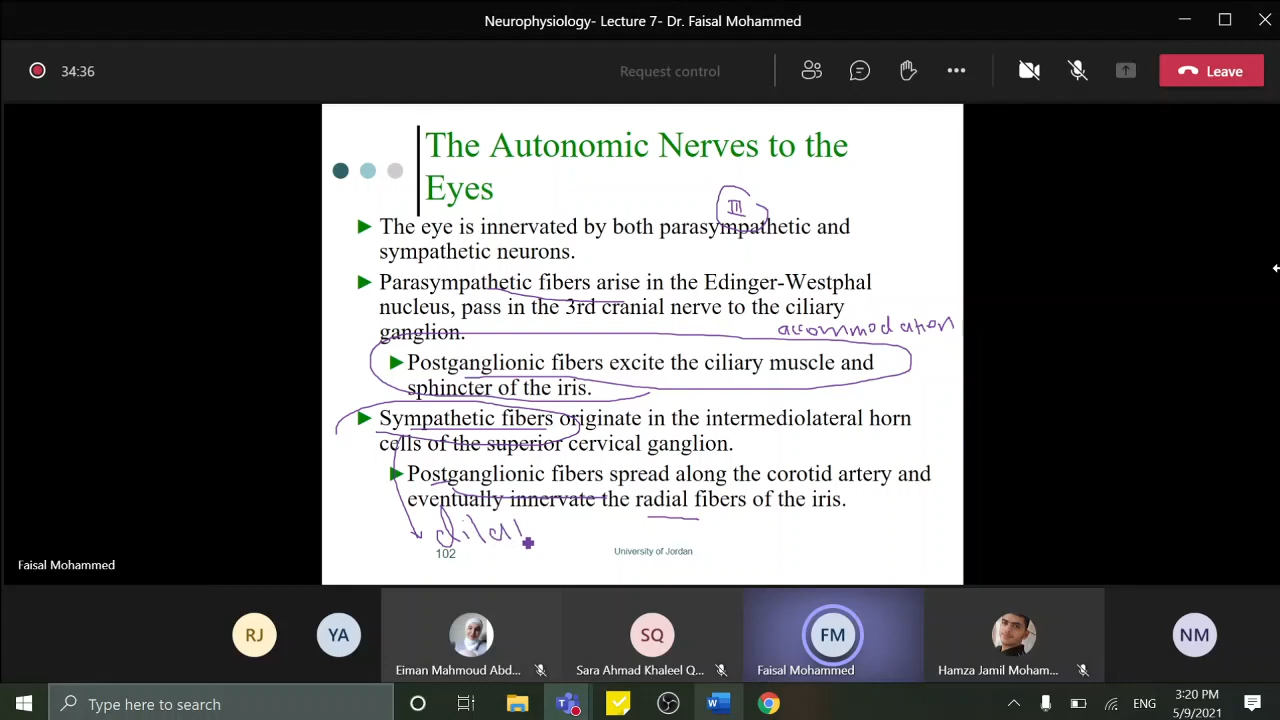 Neurophysiology- Lecture 7- Dr. Faisal Mohammed
34:36
Request control
Leave
The Autonomic Nerves to the
Eyes
III
The eye is innervated by both parasympathetic and
sympathetic neurons.
Parasympathetic fibers arise in the Edinger-Westphal
nucleus, pass in the 3rd cranial nerve to the ciliary
ganglion.
accommodation
Postganglionic fibers excite the ciliary muscle and
sphincter of the iris.
Sympathetic fibers originate in the intermediolateral horn
cells of the superior cervical ganglion.
Postganglionic fibers spread along the corotid artery and
eventually innervate the radial fibers of the iris.
102
University of Jordan
Faisal Mohammed
RJ
YA
Eiman Mahmoud Abd...
SQ
Sara Ahmad Khaleel Q...
FM
Faisal Mohammed
Hamza Jamil Moham...
NM
Type here to search
ENG
3:20 PM
5/9/2021